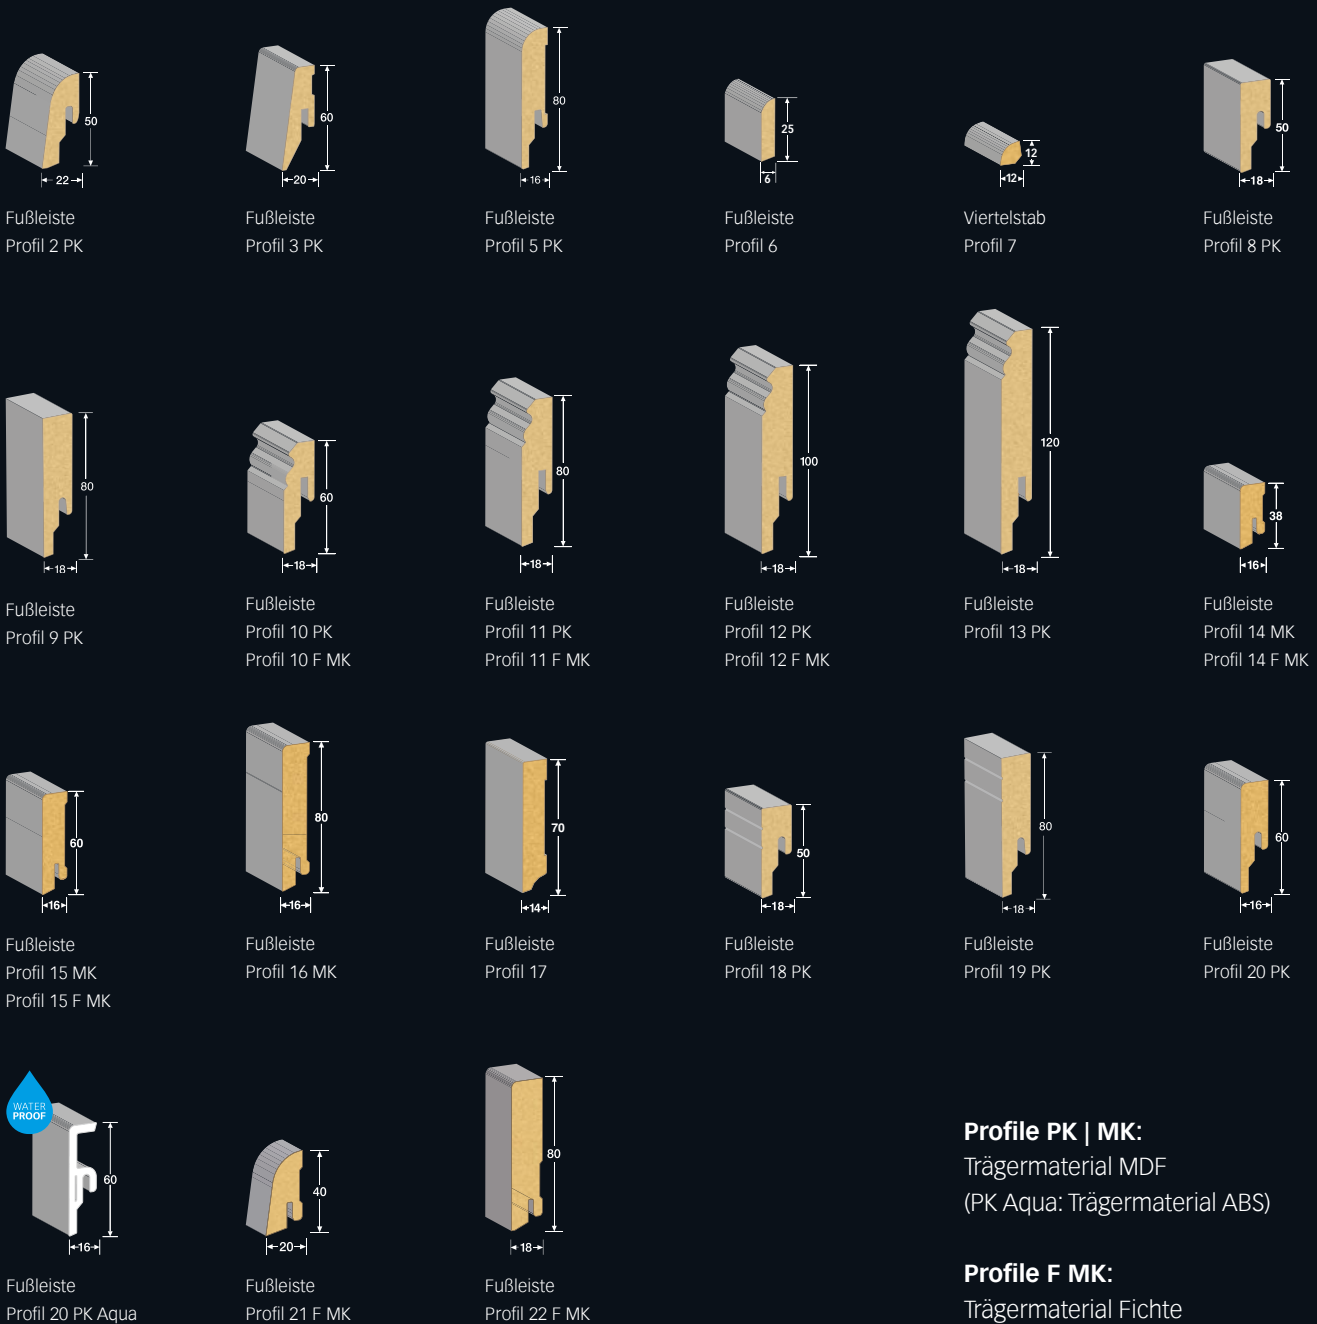 50
22
Fußleiste
Profil 2 PK
60
20
Fußleiste
Profil 3 PK
80
16
Fußleiste
Profil 5 PK
25
6
Fußleiste
Profil 6
12
12
Viertelstab
Profil 7
50
18
Fußleiste
Profil 8 PK
80
18
Fußleiste
Profil 9 PK
60
18
Fußleiste
Profil 10 PK
Profil 10 F MK
80
18
Fußleiste
Profil 11 PK
Profil 11 F MK
100
18
Fußleiste
Profil 12 PK
Profil 12 F MK
120
18
Fußleiste
Profil 13 PK
38
16
Fußleiste
Profil 14 MK
Profil 14 F MK
60
16
Fußleiste
Profil 15 MK
Profil 15 F MK
80
16
Fußleiste
Profil 16 MK
70
14
Fußleiste
Profil 17
50
18
Fußleiste
Profil 18 PK
80
18
Fußleiste
Profil 19 PK
60
16
Fußleiste
Profil 20 PK
WATER
PROOF
60
16
Fußleiste
Profil 20 PK Aqua
40
20
Fußleiste
Profil 21 F MK
80
18
Fußleiste
Profil 22 F MK
Profile PK | MK:
Trägermaterial MDF
(PK Aqua: Trägermaterial ABS)
Profile F MK:
Trägermaterial Fichte